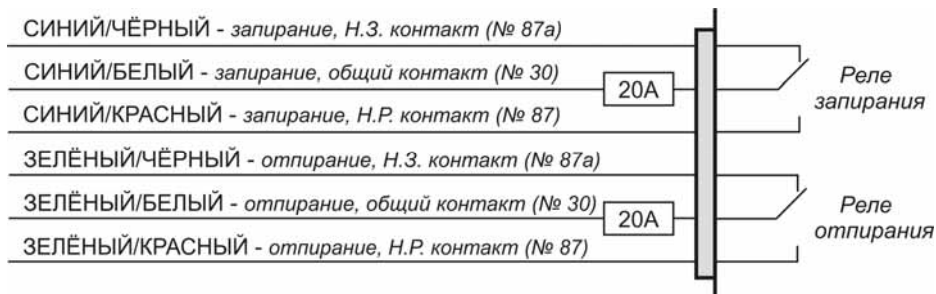 СИНИЙ/ЧЁРНЫЙ - запирание, Н.З. контакт (№ 87а)
СИНИЙ/БЕЛЫЙ - запирание, общий контакт (№ 30)
20А
Реле
запирания
СИНИЙ/КРАСНЫЙ - запирание, Н.Р. контакт (№ 87)
ЗЕЛЁНЫЙ/ЧЁРНЫЙ - отпирание, Н.З. контакт (№ 87а)
ЗЕЛЁНЫЙ/БЕЛЫЙ - отпирание, общий контакт (№ 30)
20А
Реле
отпирания
ЗЕЛЁНЫЙ/КРАСНЫЙ - отпирание, Н.Р. контакт (№ 87)